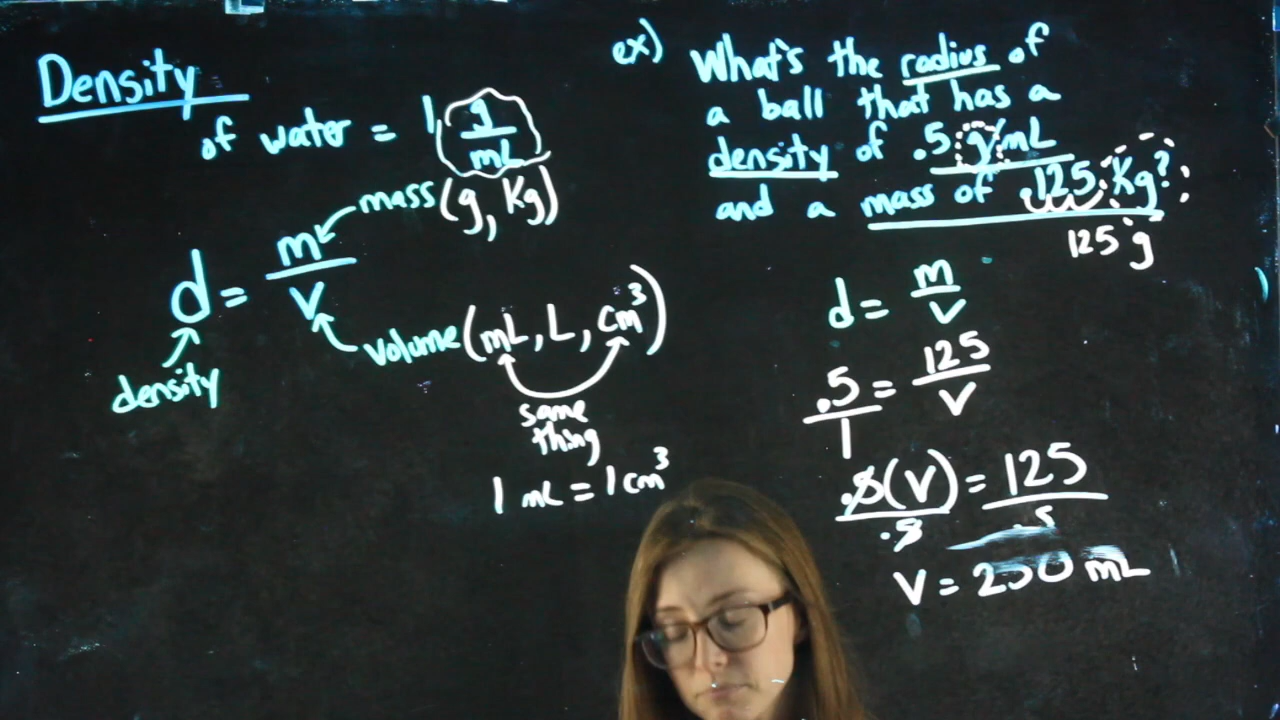 Density
of water = 1 g/mL
mass (g, Kg)
d = m/v
volume (mL, L, cm³)
density
same
thing
1 mL = 1 cm³
ex) What's the radius of
a ball that has a
density of .5 g/mL
and a mass of .125 Kg?
125 g
d = m/v
.5/1 = 125/v
.5(v)/.5 = 125/.5
V = 250 mL